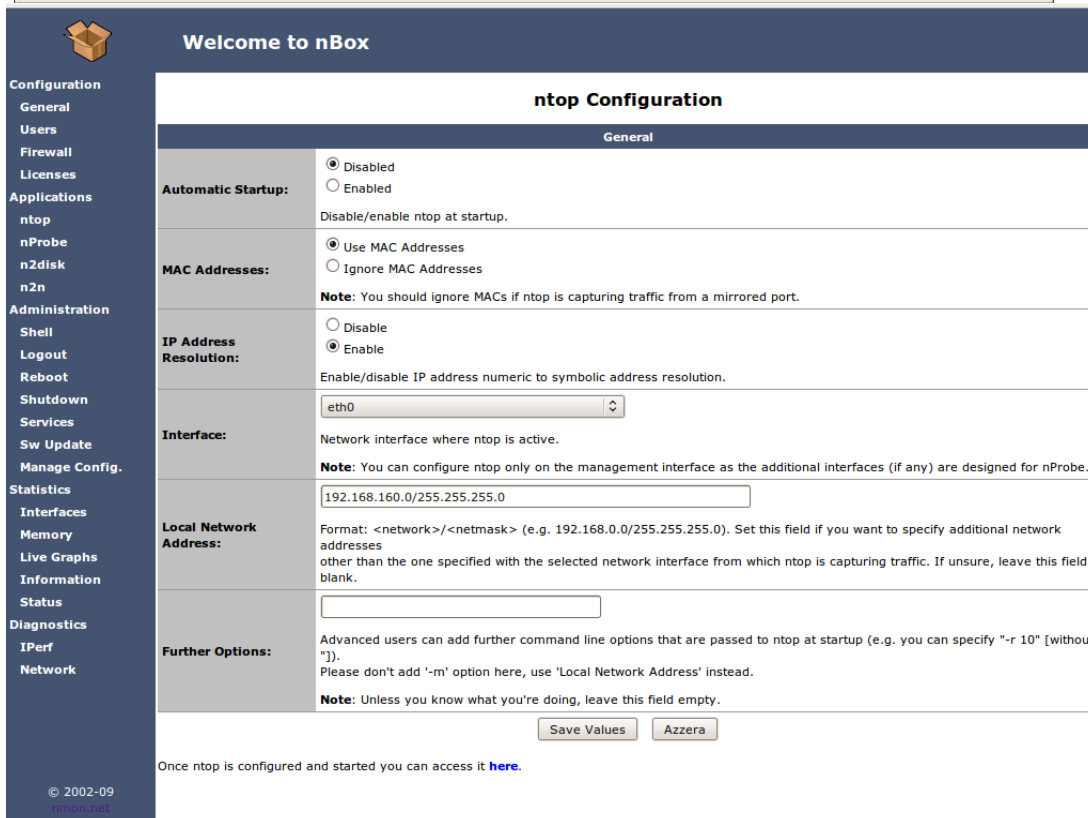 Welcome to nBox
Configuration
General
Users
Firewall
Licenses
Applications
ntop
nProbe
n2disk
n2n
Administration
Shell
Logout
Reboot
Shutdown
Services
Sw Update
Manage Config.
Statistics
Interfaces
Memory
Live Graphs
Information
Status
Diagnostics
IPerf
Network
© 2002-09
nmon.net
ntop Configuration
General
Automatic Startup:
Disabled
Enabled
Disable/enable ntop at startup.
MAC Addresses:
Use MAC Addresses
Ignore MAC Addresses
Note: You should ignore MACs if ntop is capturing traffic from a mirrored port.
IP Address
Resolution:
Disable
Enable
Enable/disable IP address numeric to symbolic address resolution.
Interface:
eth0
Network interface where ntop is active.
Note: You can configure ntop only on the management interface as the additional interfaces (if any) are designed for nProbe.
Local Network
Address:
192.168.160.0/255.255.255.0
Format: <network>/<netmask> (e.g. 192.168.0.0/255.255.255.0). Set this field if you want to specify additional network
addresses
other than the one specified with the selected network interface from which ntop is capturing traffic. If unsure, leave this field
blank.
Further Options:
Advanced users can add further command line options that are passed to ntop at startup (e.g. you can specify "-r 10" [withou
"]).
Please don't add '-m' option here, use 'Local Network Address' instead.
Note: Unless you know what you're doing, leave this field empty.
Save Values
Azzera
Once ntop is configured and started you can access it here.